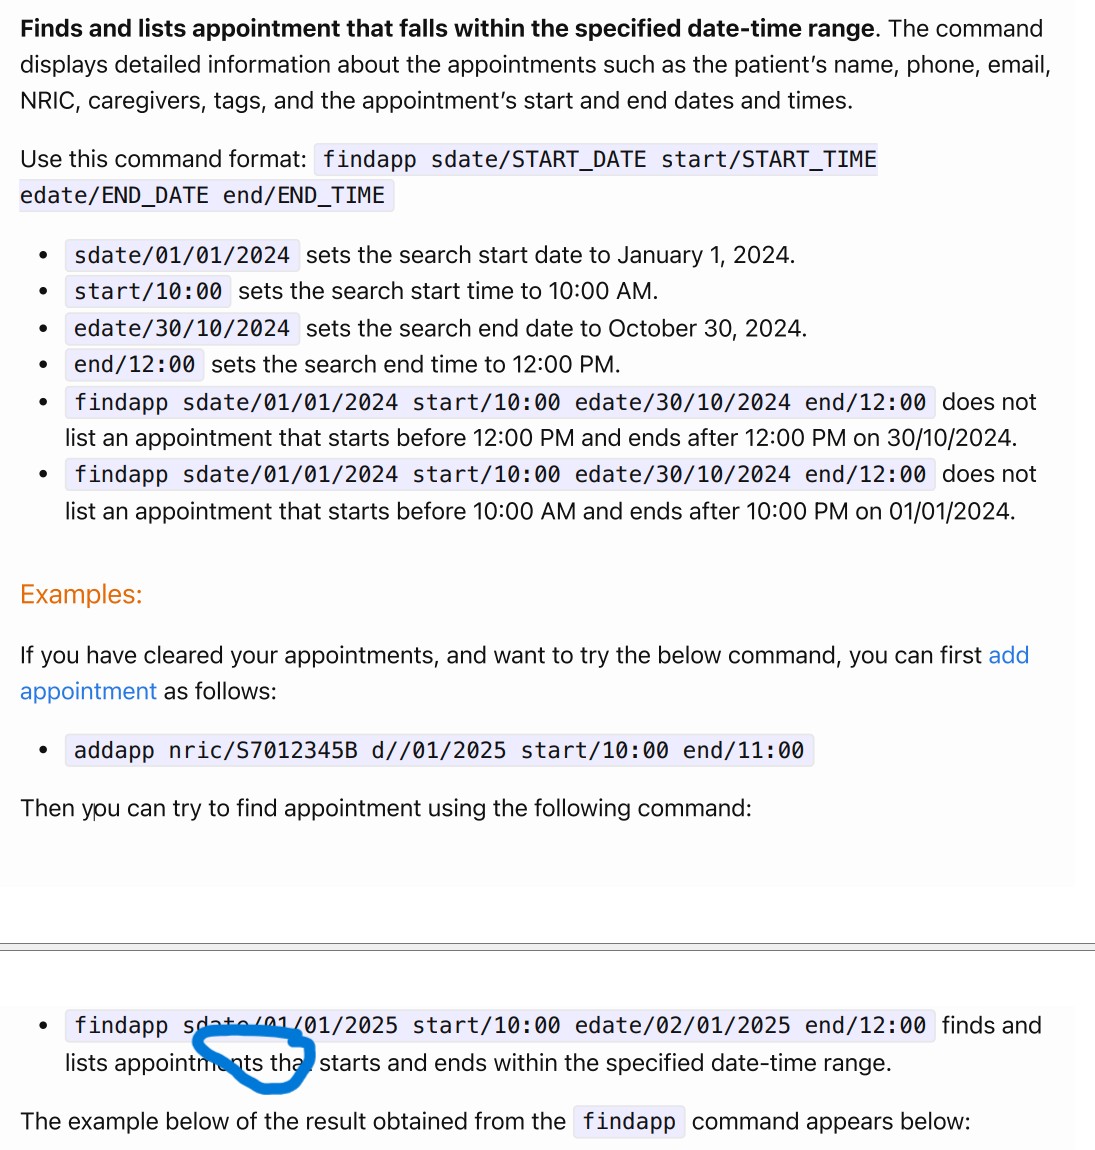 Finds and lists appointment that falls within the specified date-time range. The command
displays detailed information about the appointments such as the patient’s name, phone, email,
NRIC, caregivers, tags, and the appointment’s start and end dates and times.
Use this command format: findapp sdate/START_DATE start/START_TIME
edate/END_DATE end/END_TIME
• sdate/01/01/2024 sets the search start date to January 1, 2024.
• start/10:00 sets the search start time to 10:00 AM.
• edate/30/10/2024 sets the search end date to October 30, 2024.
• end/12:00 sets the search end time to 12:00 PM.
• findapp sdate/01/01/2024 start/10:00 edate/30/10/2024 end/12:00 does not
list an appointment that starts before 12:00 PM and ends after 12:00 PM on 30/10/2024.
• findapp sdate/01/01/2024 start/10:00 edate/30/10/2024 end/12:00 does not
list an appointment that starts before 10:00 AM and ends after 10:00 PM on 01/01/2024.
Examples:
If you have cleared your appointments, and want to try the below command, you can first add
appointment as follows:
• addapp nric/S7012345B d//01/2025 start/10:00 end/11:00
Then you can try to find appointment using the following command:
• findapp sdate/01/01/2025 start/10:00 edate/02/01/2025 end/12:00 finds and
lists appointments that starts and ends within the specified date-time range.
The example below of the result obtained from the findapp command appears below: